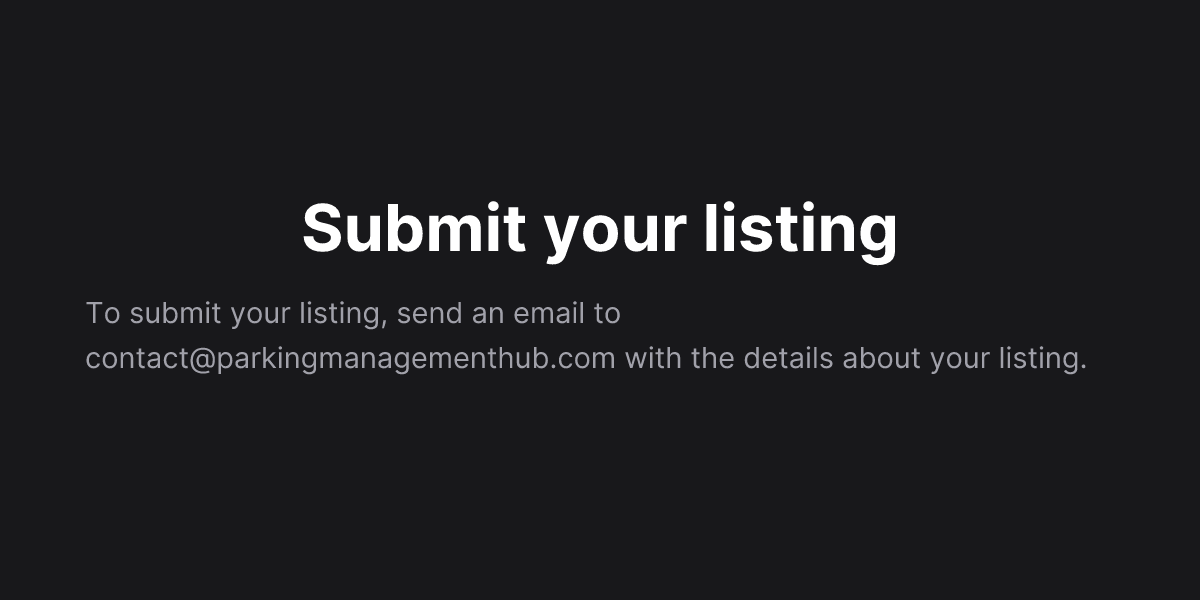 Submit your listing
To submit your listing, send an email to
contact@parkingmanagementhub.com with the details about your listing.